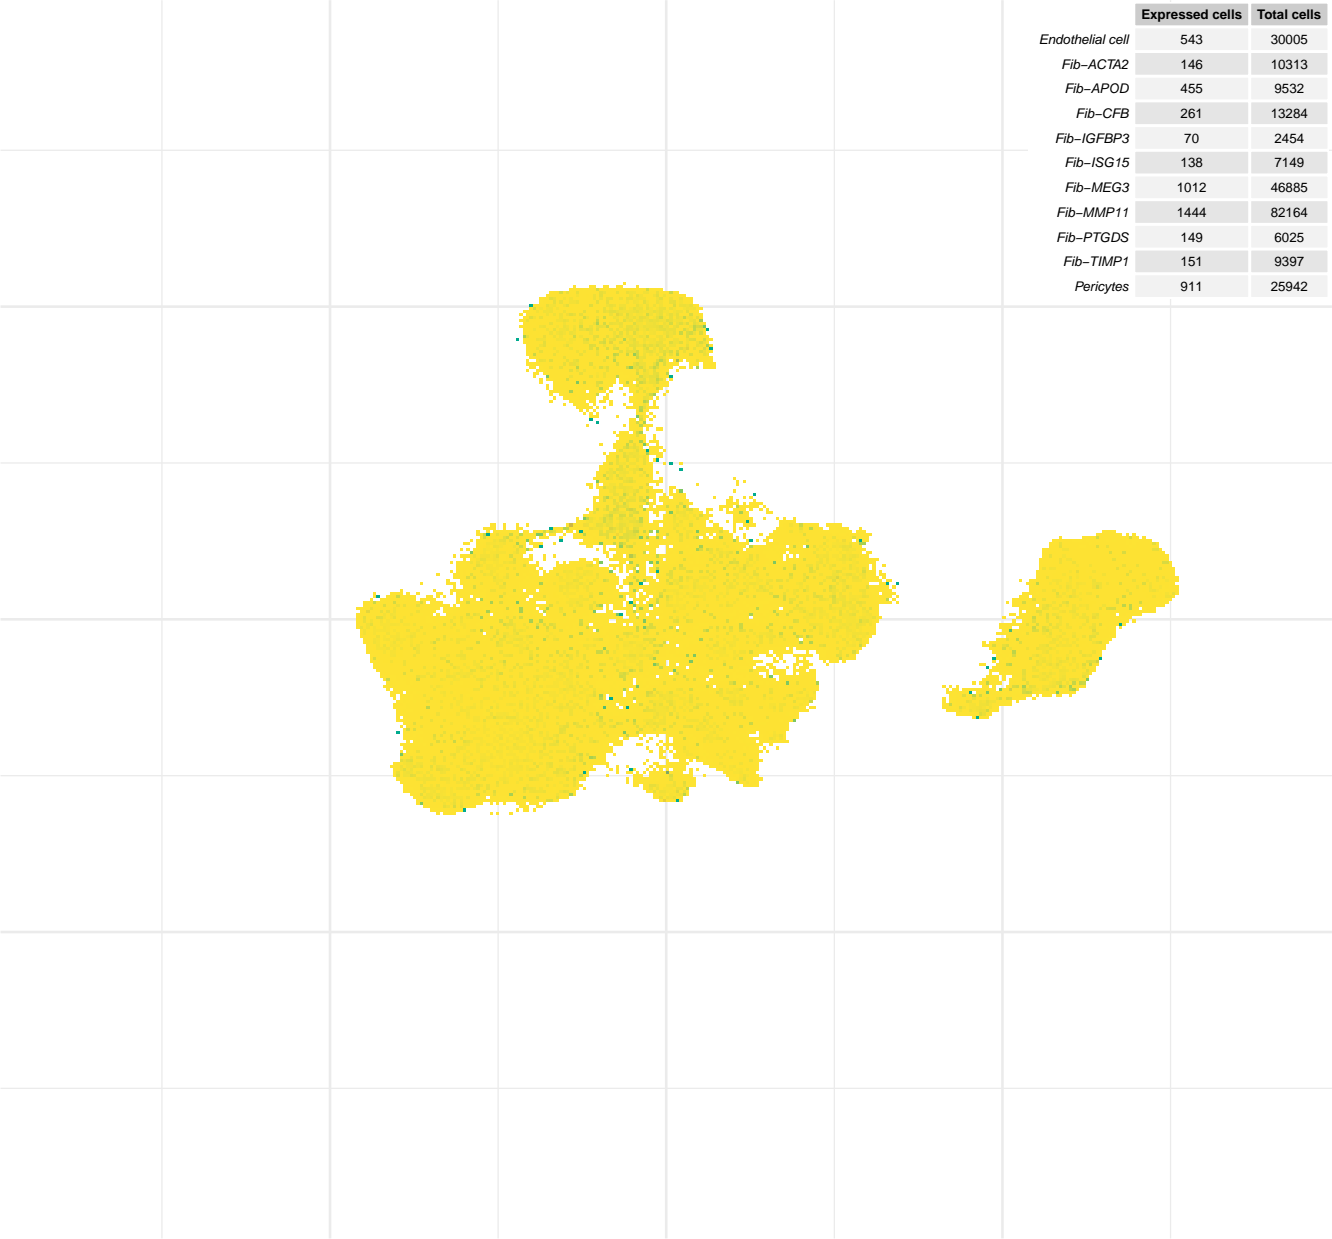 Expressed cells Total cells
Endothelial cell 543 30005
Fib−ACTA2 146 10313
Fib−APOD 455 9532
Fib−CFB 261 13284
Fib−IGFBP3 70 2454
Fib−ISG15 138 7149
Fib−MEG3 1012 46885
Fib−MMP11 1444 82164
Fib−PTGDS 149 6025
Fib−TIMP1 151 9397
Pericytes 911 25942